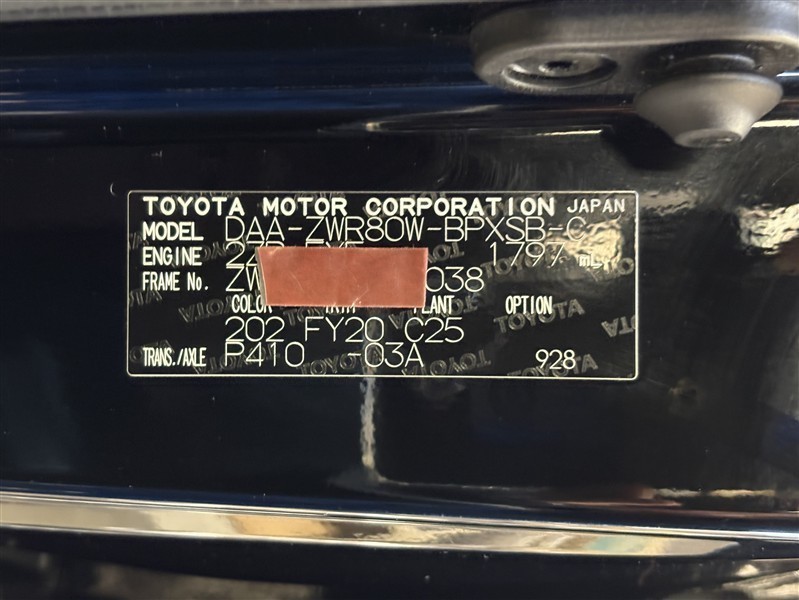 TOYOTA MOTOR CORPORATION JAPAN
MODEL DAA-ZWR80W-BPXSB-C
ENGINE 1797 mL
FRAME No. ZW 038
COLOR PLANT OPTION
202 FY20 C25
TRANS./AXLE P410 -03A 928